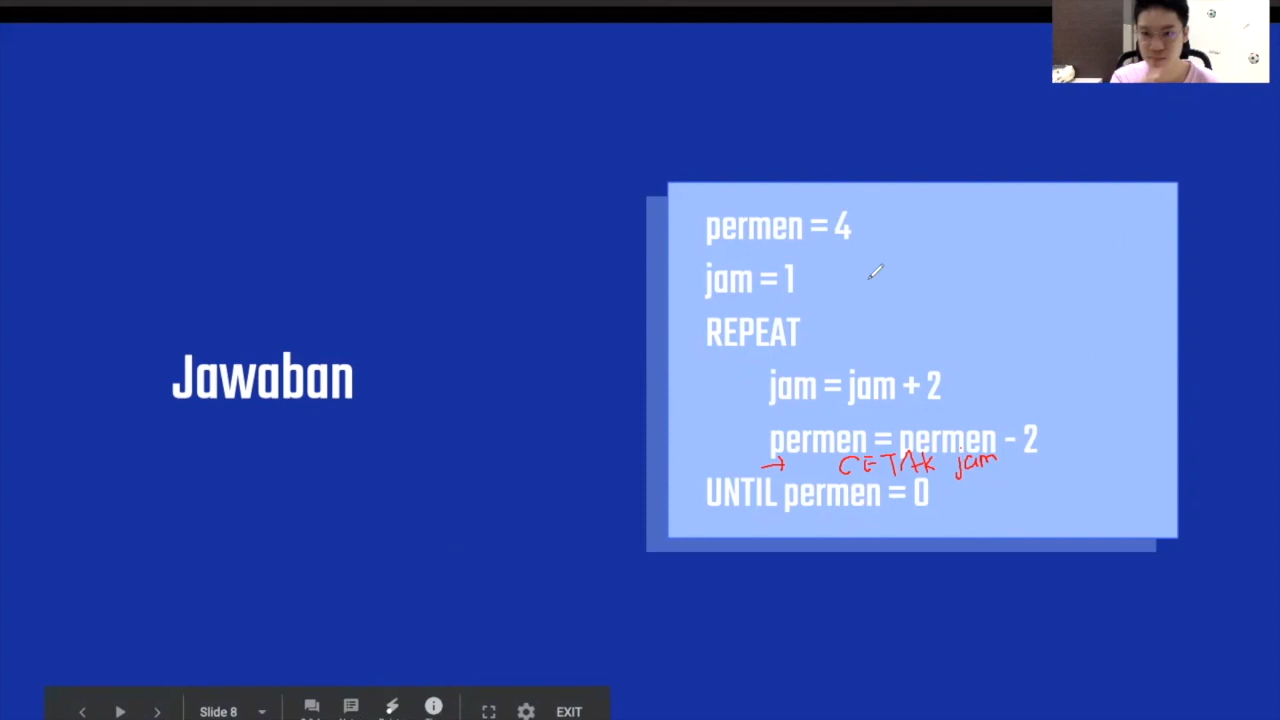 Jawaban
permen = 4
jam = 1
REPEAT
jam = jam + 2
permen = permen - 2
→ CETAK jam
UNTIL permen = 0
Slide 8
EXIT